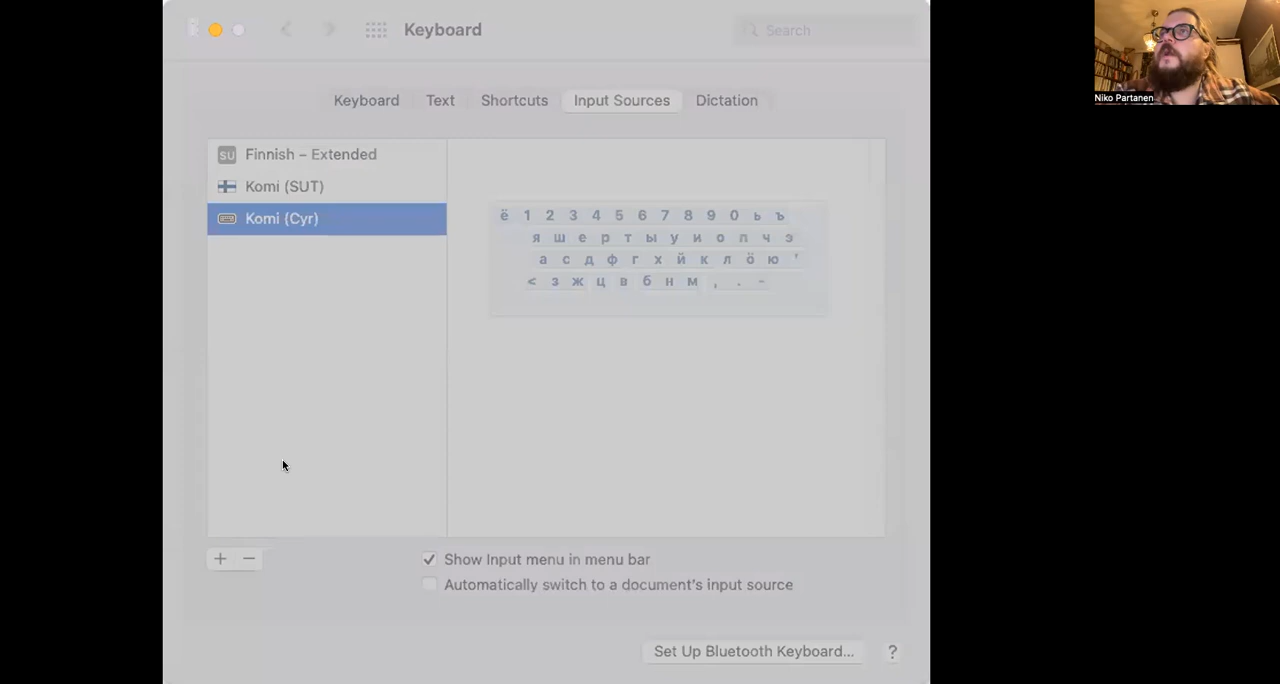 Keyboard
Search
Niko Partanen
Keyboard Text Shortcuts Input Sources Dictation
SU Finnish – Extended
Komi (SUT)
Komi (Cyr)
ё 1 2 3 4 5 6 7 8 9 0 ь ъ
я ш е р т ы у и о п ч э
а с д ф г х й к л ӧ ю '
< з ж ц в б н м , . -
+ −
Show Input menu in menu bar
Automatically switch to a document's input source
Set Up Bluetooth Keyboard... ?